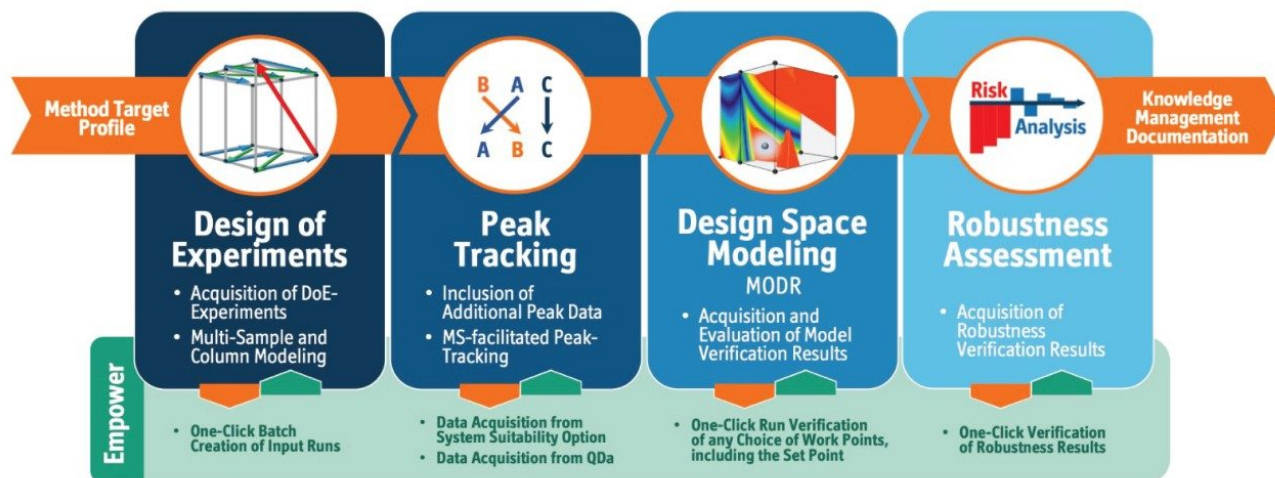 Method Target
Profile
B A C
A B C
Risk
Analysis
Knowledge
Management
Documentation
Design of
Experiments
• Acquisition of DoE-
Experiments
• Multi-Sample and
Column Modeling
Peak
Tracking
• Inclusion of
Additional Peak Data
• MS-facilitated Peak-
Tracking
Design Space
Modeling
MODR
• Acquisition and
Evaluation of Model
Verification Results
Robustness
Assessment
• Acquisition of
Robustness
Verification Results
Empower
• One-Click Batch
Creation of Input Runs
• Data Acquisition from
System Suitability Option
• Data Acquisition from QDa
• One-Click Run Verification
of any Choice of Work Points,
including the Set Point
• One-Click Verification
of Robustness Results